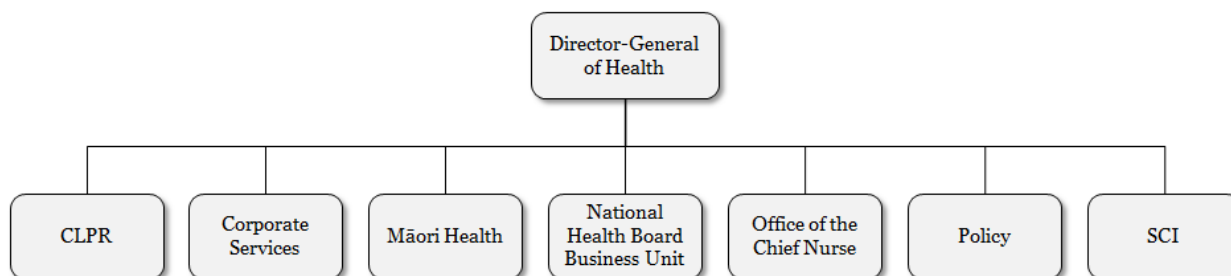 Director-General
of Health
CLPR
Corporate
Services
Māori Health
National
Health Board
Business Unit
Office of the
Chief Nurse
Policy
SCI